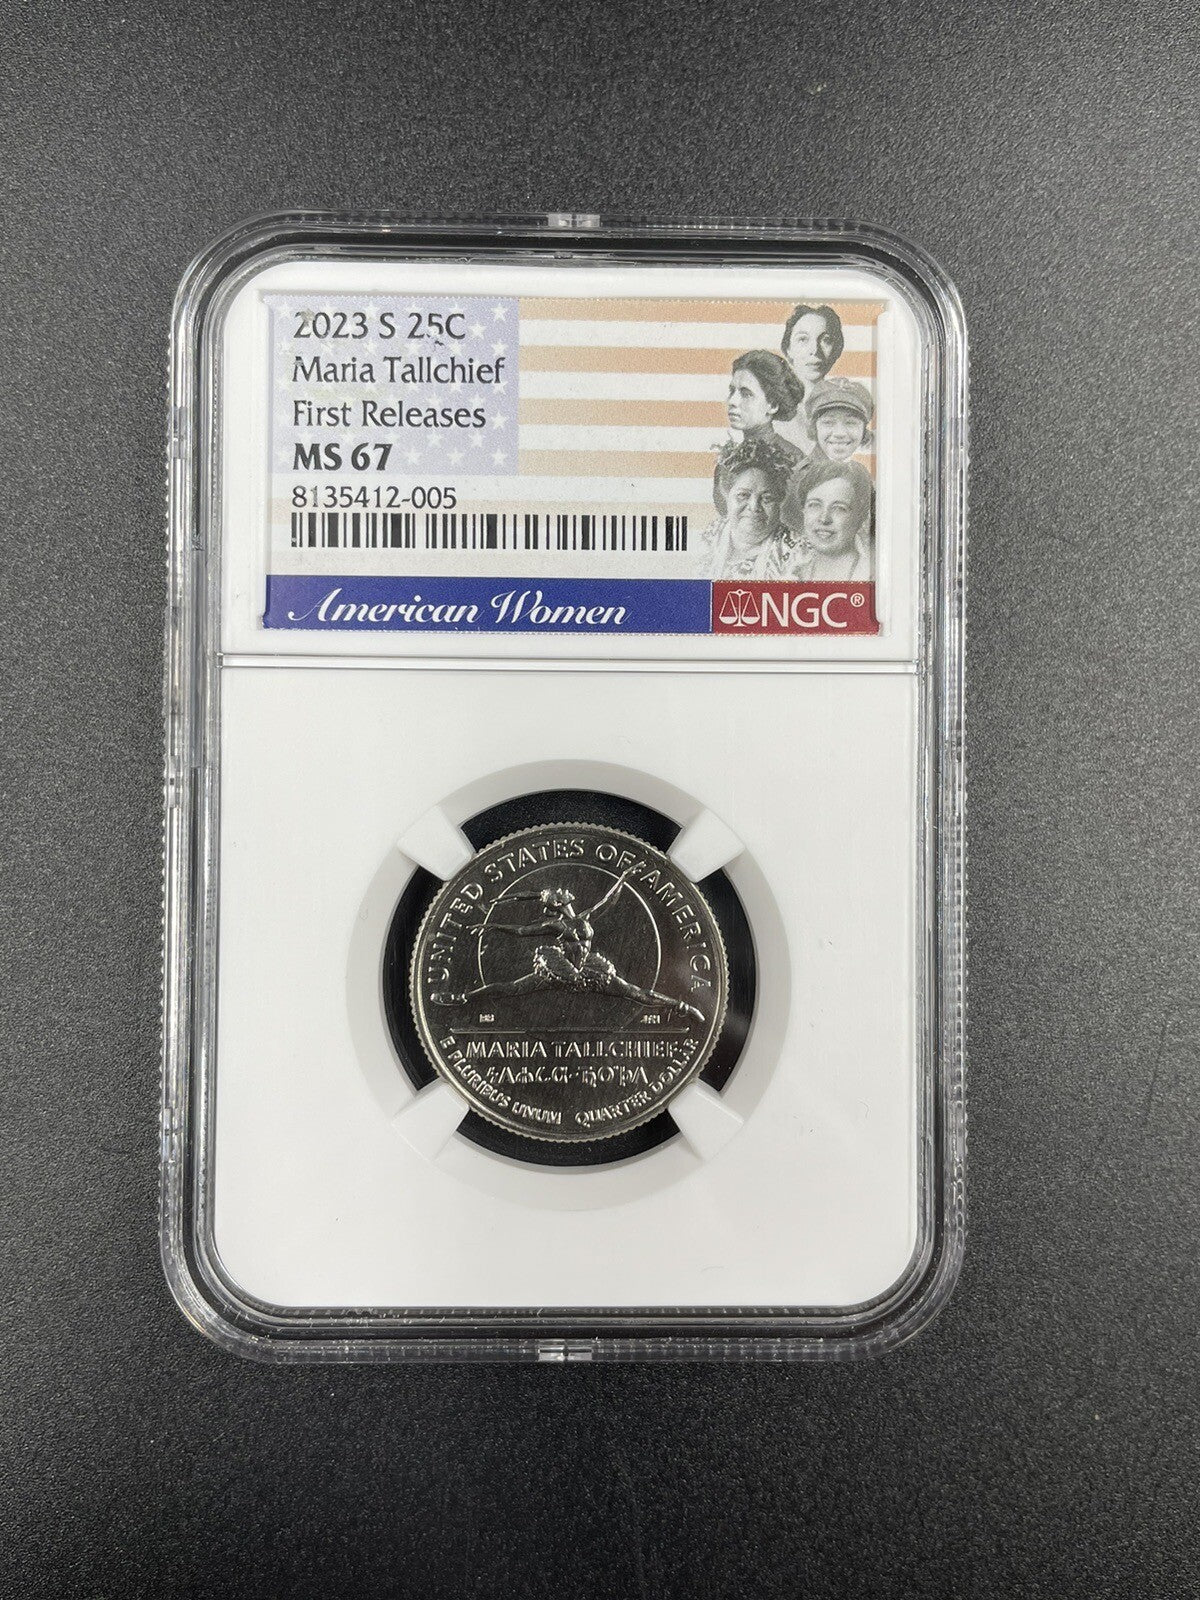 2023 S 25C
Maria Tallchief
First Releases
MS 67
8135412-005
American Women
NGC®
UNITED STATES OF AMERICA
MARIA TALLCHIEF
E PLURIBUS UNUM QUARTER DOLLAR